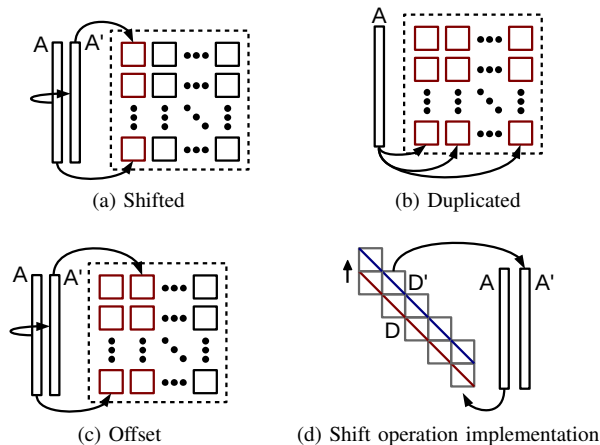 A A'
A
(a) Shifted
(b) Duplicated
A A'
D'
A A'
D
(c) Offset
(d) Shift operation implementation